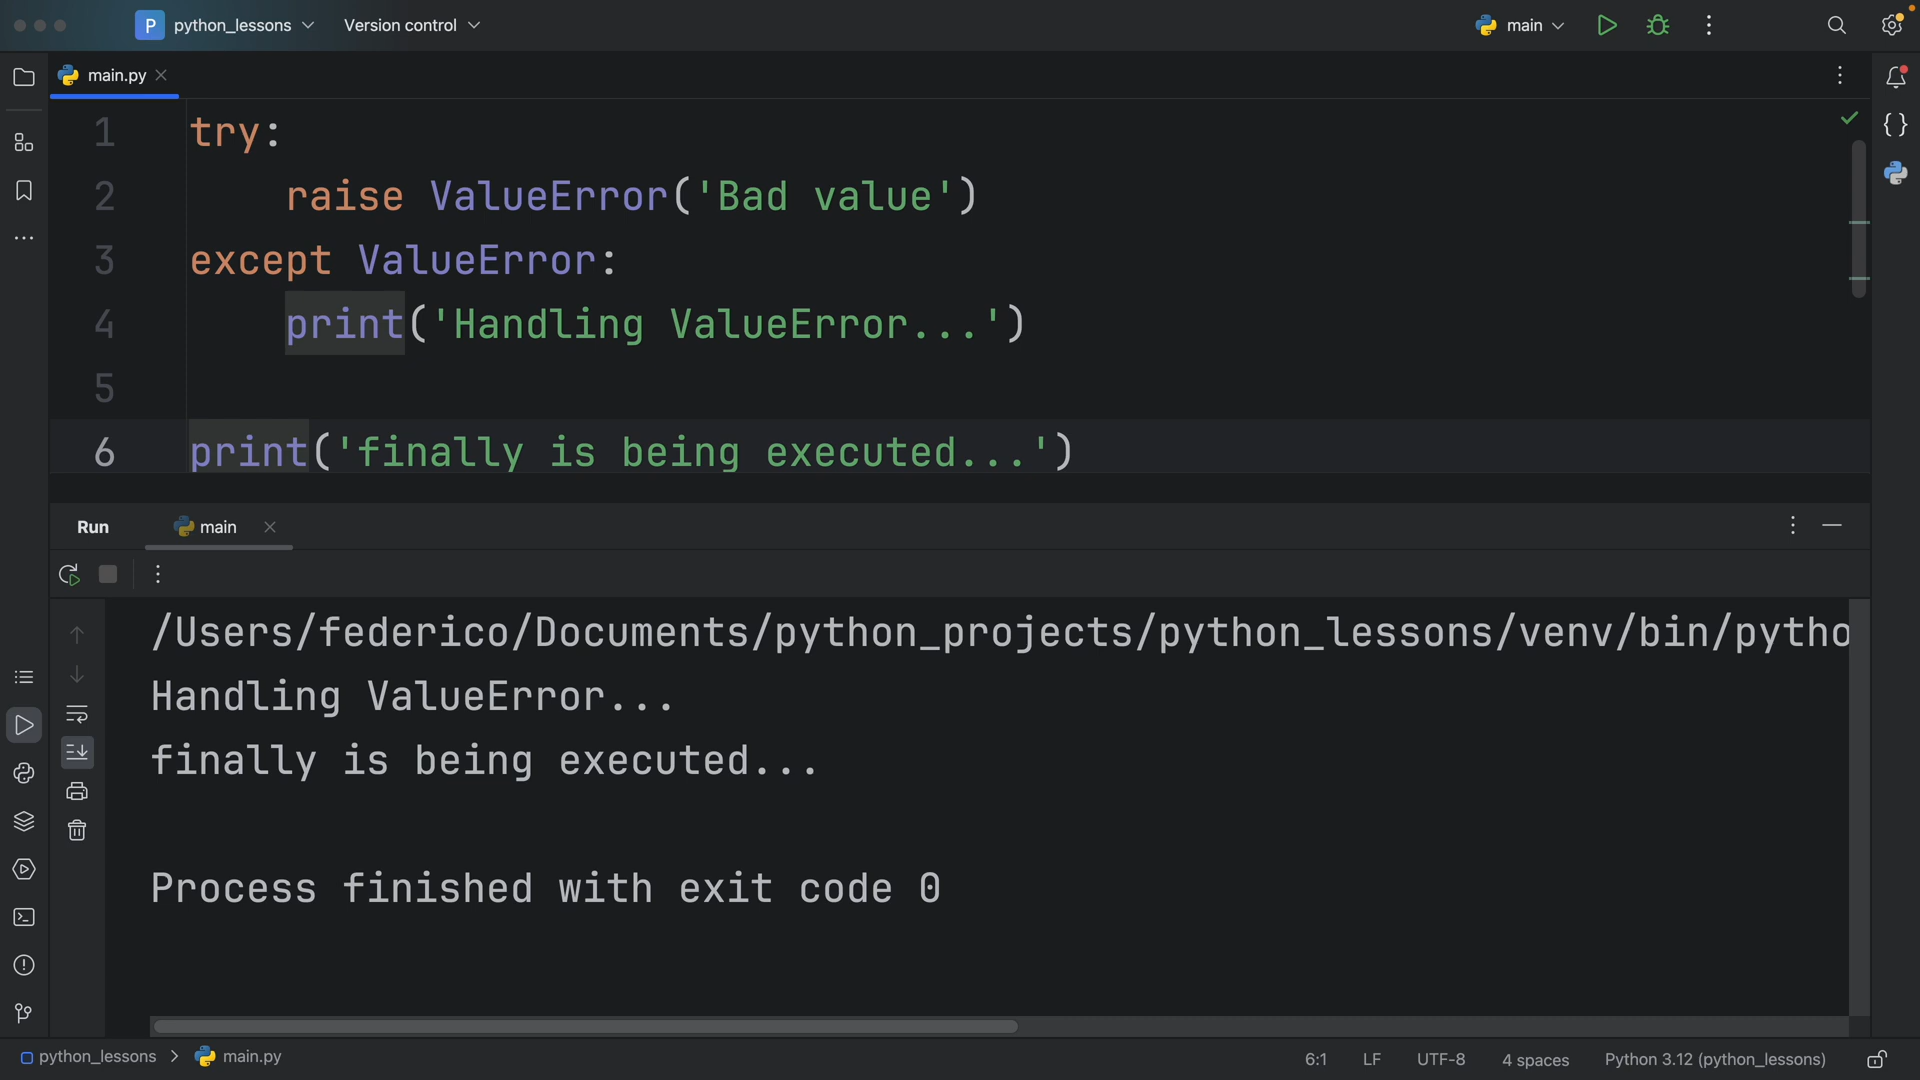 P python_lessons Version control main
main.py
1 try:
2     raise ValueError('Bad value')
3 except ValueError:
4     print('Handling ValueError...')
5
6 print('finally is being executed...')
Run main
/Users/federico/Documents/python_projects/python_lessons/venv/bin/pytho
Handling ValueError...
finally is being executed...
Process finished with exit code 0
python_lessons > main.py 6:1 LF UTF-8 4 spaces Python 3.12 (python_lessons)